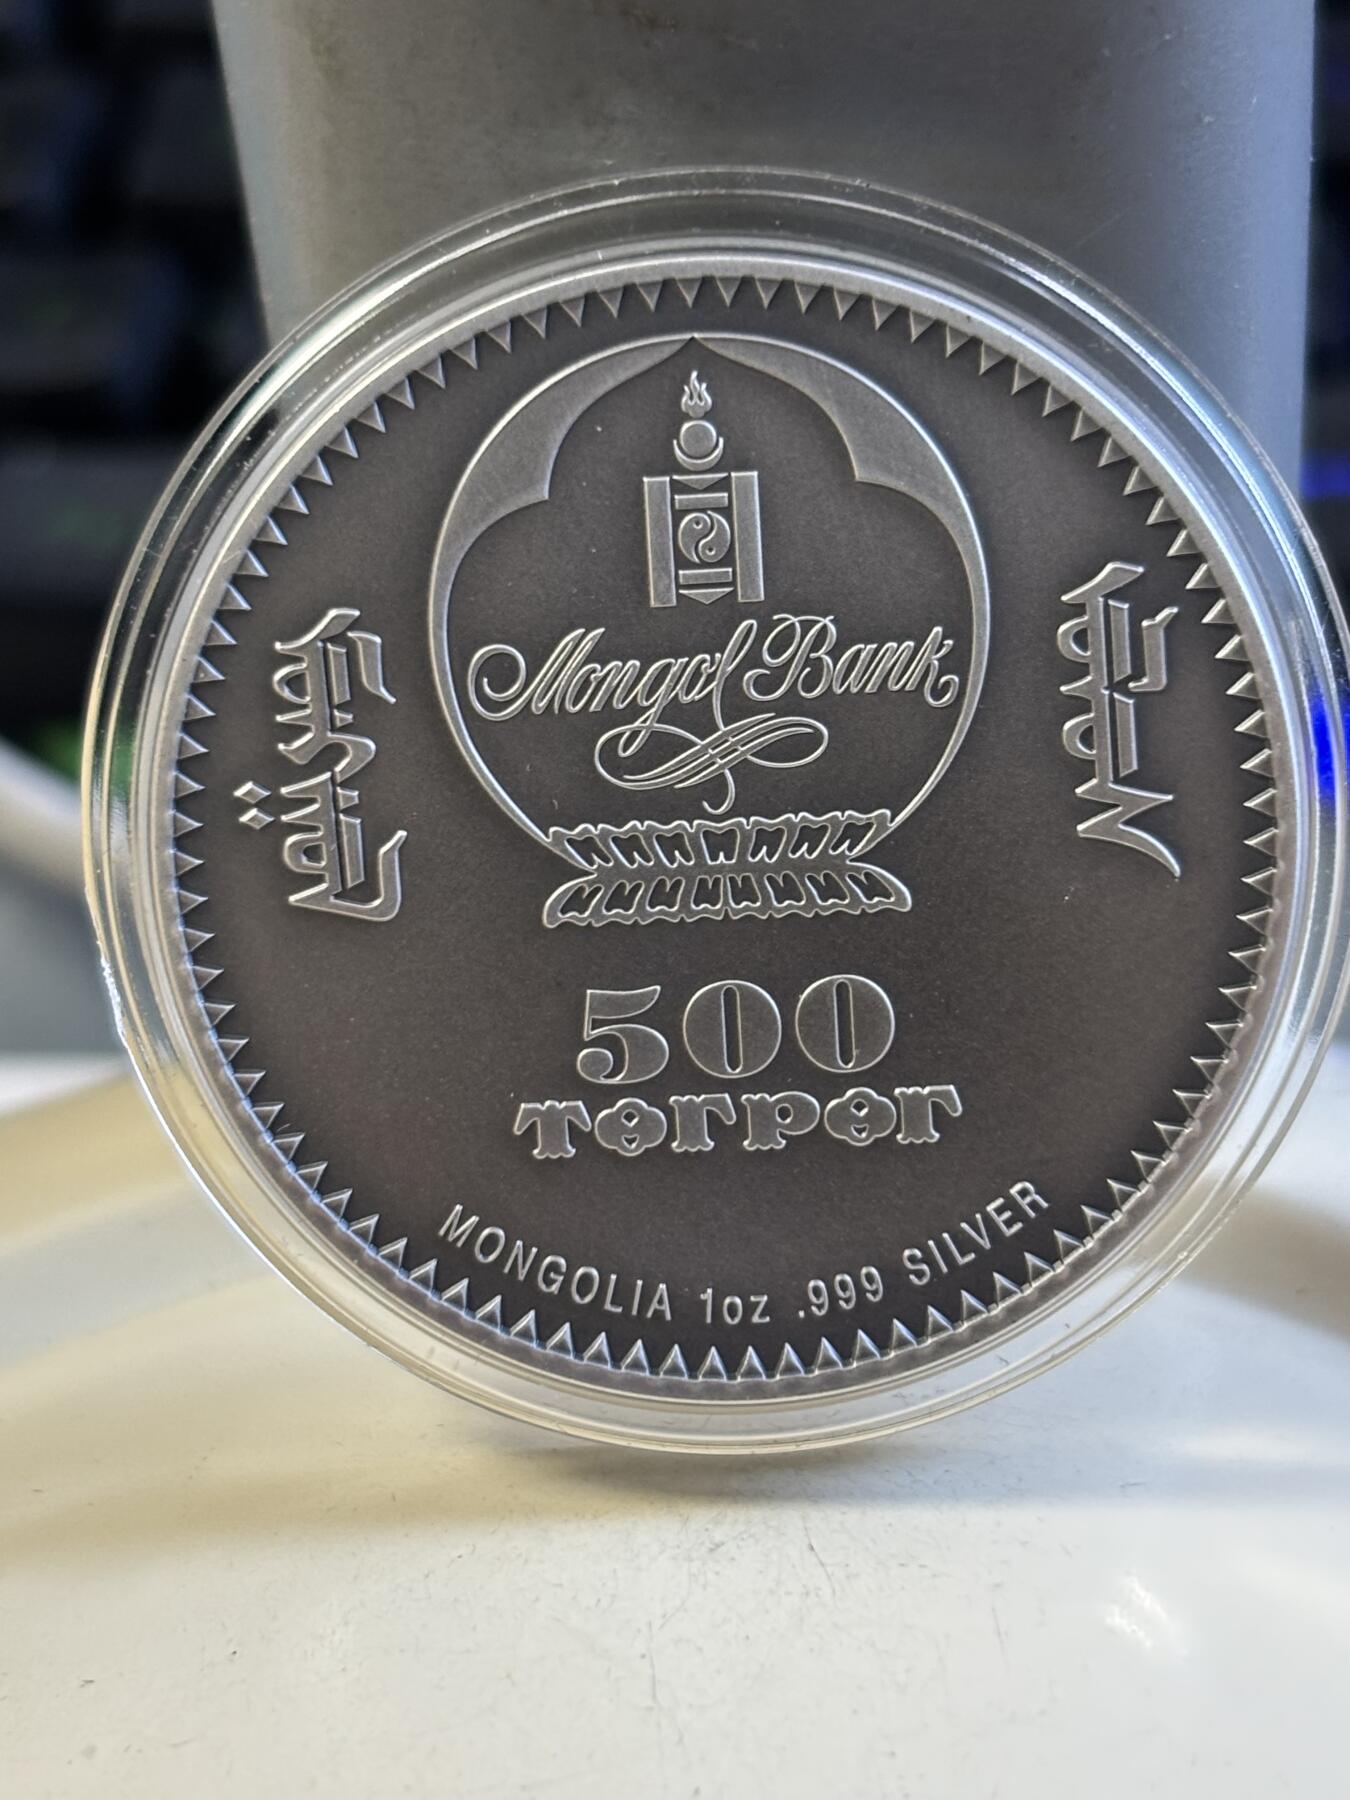 Mongol Bank
500
төгрөг
MONGOLIA 1oz .999 SILVER